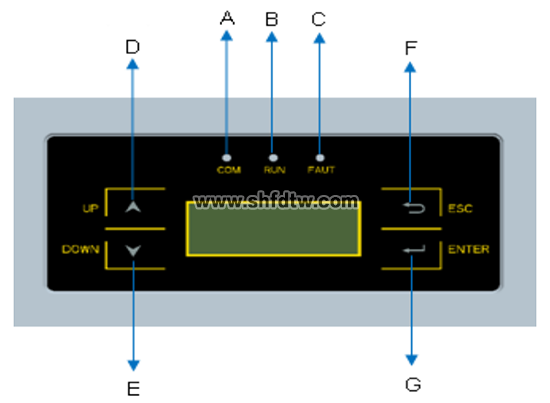 A B C
D F
COM RUN FAUT
www.shfdtw.com
UP ESC
DOWN ENTER
E G